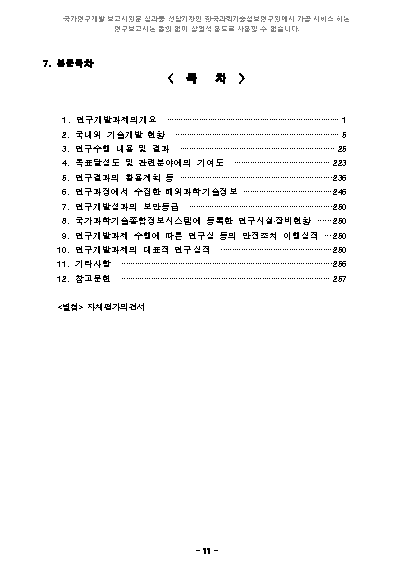 국가연구개발 보고서원문 성과물 전담기관인 한국과학기술정보연구원에서 가공·서비스 하는
연구보고서는 동의 없이 상업적 용도로 사용할 수 없습니다.
7. 본문목차
< 목 차 >
1. 연구개발과제의개요 1
2. 국내외 기술개발 현황 5
3. 연구수행 내용 및 결과 25
4. 목표달성도 및 관련분야에의 기여도 223
5. 연구결과의 활용계획 등 236
6. 연구과정에서 수집한 해외과학기술정보 246
7. 연구개발성과의 보안등급 250
8. 국가과학기술종합정보시스템에 등록한 연구시설·장비현황 250
9. 연구개발과제 수행에 따른 연구실 등의 안전조치 이행실적 250
10. 연구개발과제의 대표적 연구실적 250
11. 기타사항 256
12. 참고문헌 257
<별첨> 자체평가의견서
- 11 -